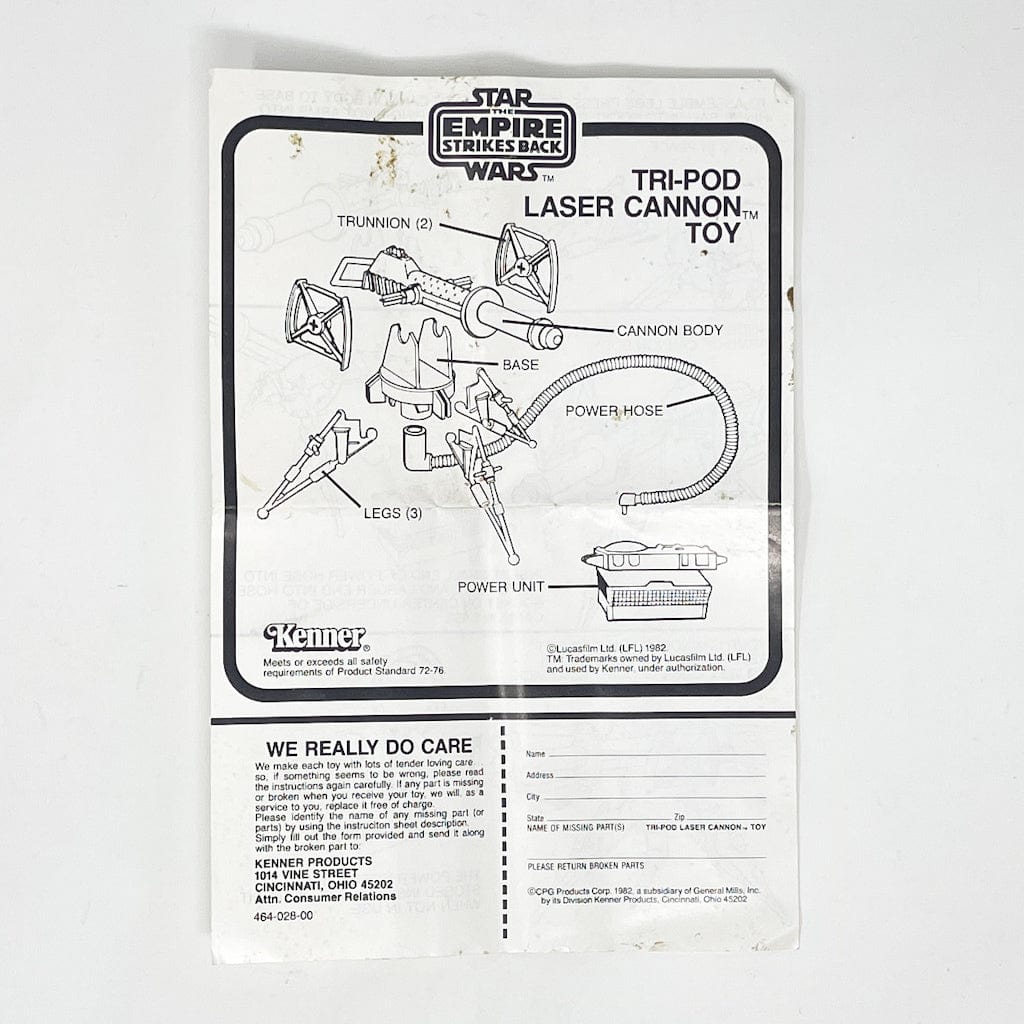 STAR
THE
EMPIRE
STRIKES BACK
WARS TM
TRI-POD
LASER CANNON TM
TOY
TRUNNION (2)
CANNON BODY
BASE
POWER HOSE
LEGS (3)
POWER UNIT
Kenner®
Meets or exceeds all safety
requirements of Product Standard 72-76.
©Lucasfilm Ltd. (LFL) 1982.
TM: Trademarks owned by Lucasfilm Ltd. (LFL)
and used by Kenner, under authorization.
WE REALLY DO CARE
We make each toy with lots of tender loving care
so, if something seems to be wrong, please read
the instructions again carefully. If any part is missing
or broken when you receive your toy, we will, as a
service to you, replace it free of charge.
Please identify the name of any missing part (or
parts) by using the instruciton sheet description.
Simply fill out the form provided and send it along
with the broken part to:
KENNER PRODUCTS
1014 VINE STREET
CINCINNATI, OHIO 45202
Attn. Consumer Relations
464-028-00
Name
Address
City
State Zip
NAME OF MISSING PART(S) TRI-POD LASER CANNON TM TOY
PLEASE RETURN BROKEN PARTS
©CPG Products Corp. 1982, a subsidiary of General Mills, Inc.
by its Division Kenner Products, Cincinnati, Ohio 45202